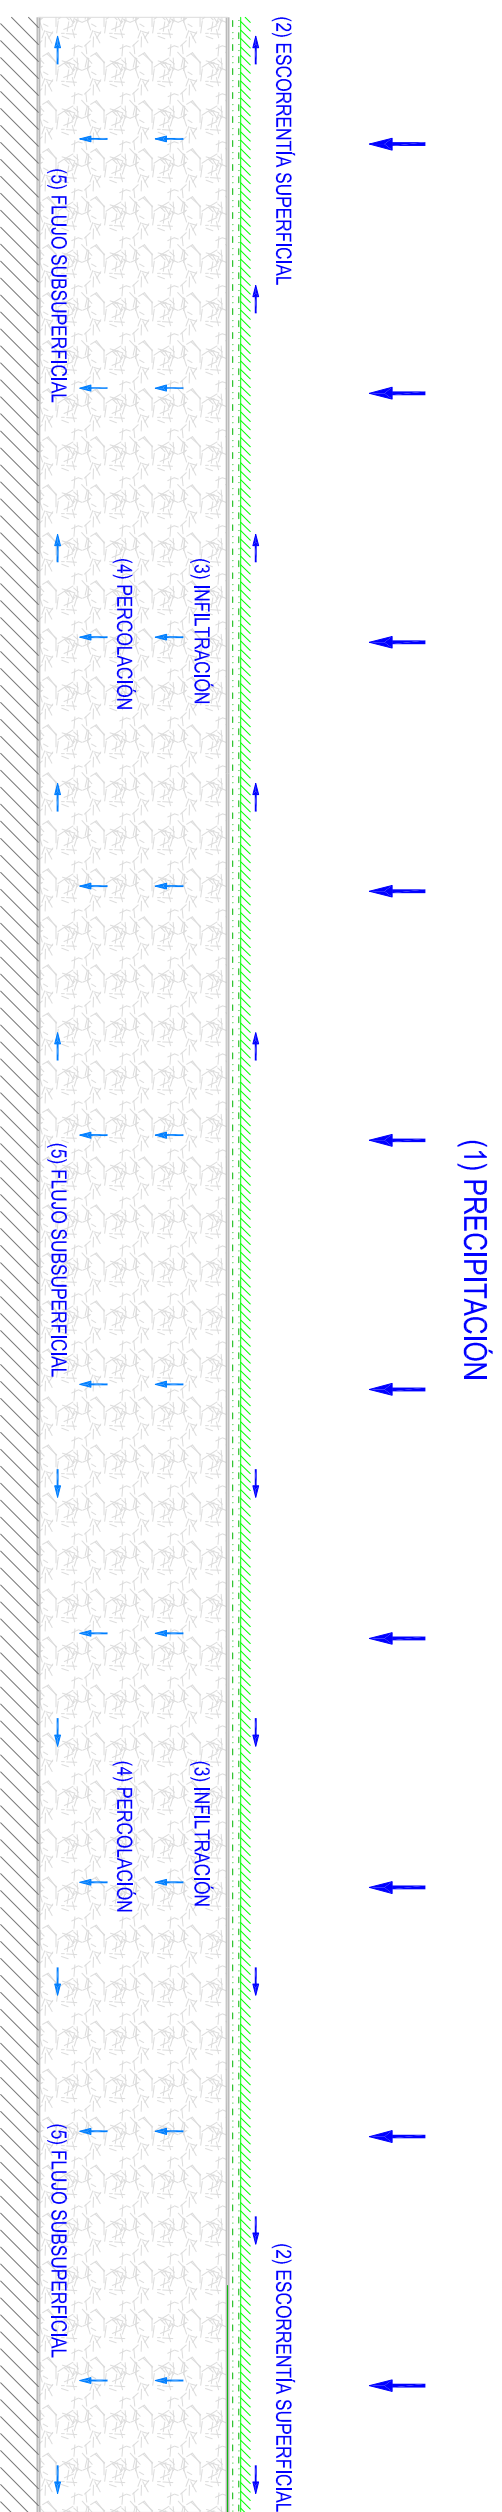 (1) PRECIPITACIÓN
(2) ESCORRENTÍA SUPERFICIAL
(2) ESCORRENTÍA SUPERFICIAL
(3) INFILTRACIÓN
(3) INFILTRACIÓN
(4) PERCOLACIÓN
(4) PERCOLACIÓN
(5) FLUJO SUBSUPERFICIAL
(5) FLUJO SUBSUPERFICIAL
(5) FLUJO SUBSUPERFICIAL